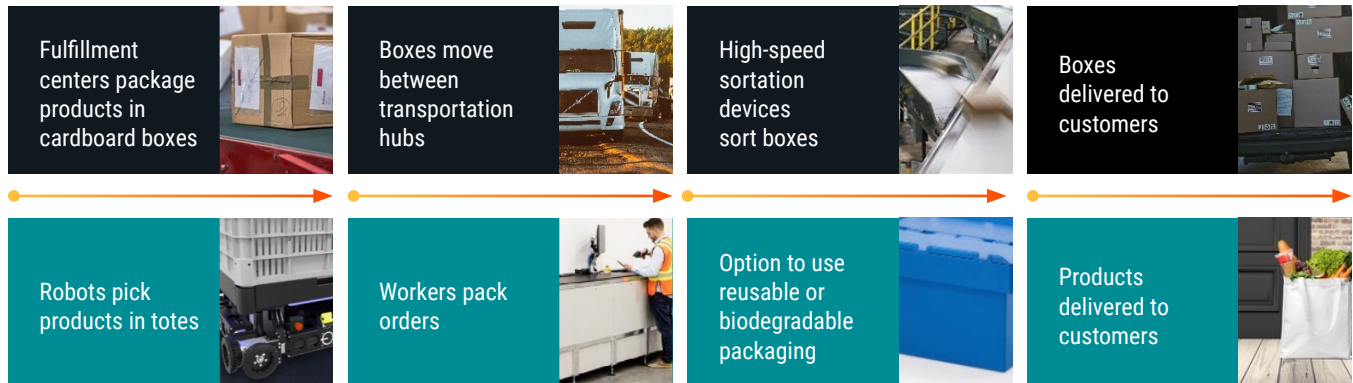 Fulfillment
centers package
products in
cardboard boxes
Boxes move
between
transportation
hubs
High-speed
sortation
devices
sort boxes
Boxes
delivered to
customers
Robots pick
products in totes
Workers pack
orders
Option to use
reusable or
biodegradable
packaging
Products
delivered to
customers